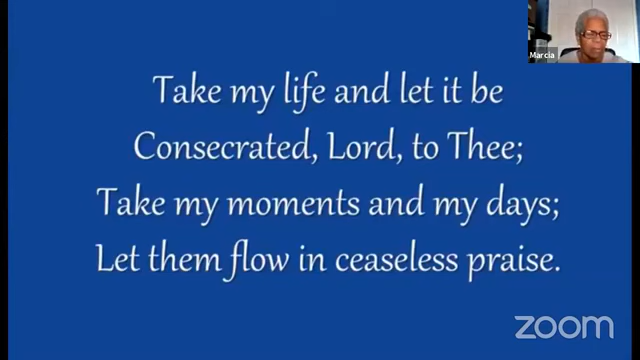 Marcia
Take my life and let it be
Consecrated, Lord, to Thee;
Take my moments and my days;
Let them flow in ceaseless praise.
zoom